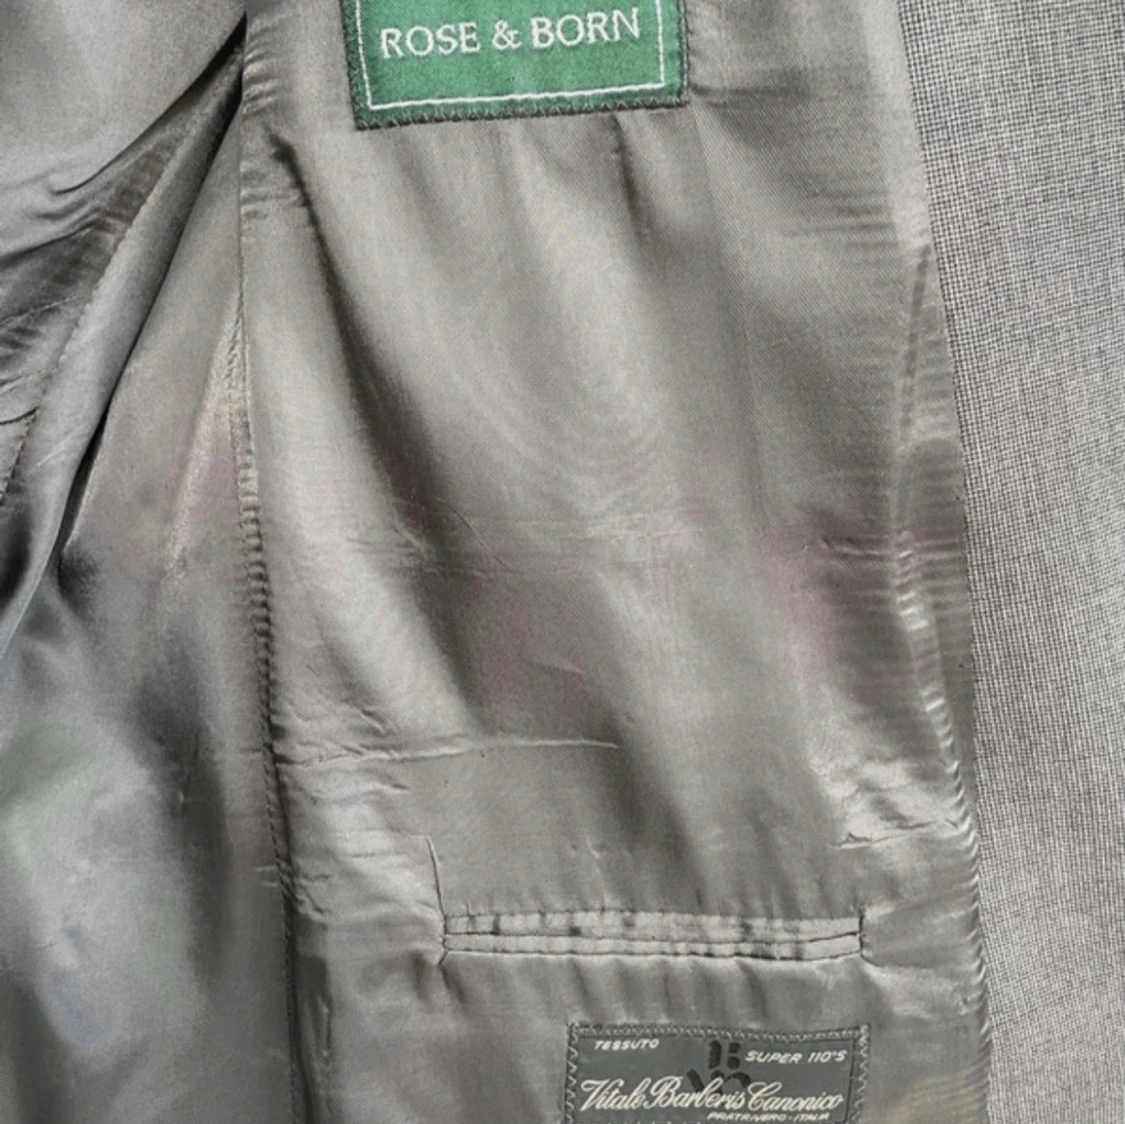 ROSE & BORN
TESSUTO
SUPER 110'S
Vitale Barberis Canonico
PRATRIVERO-ITALIA